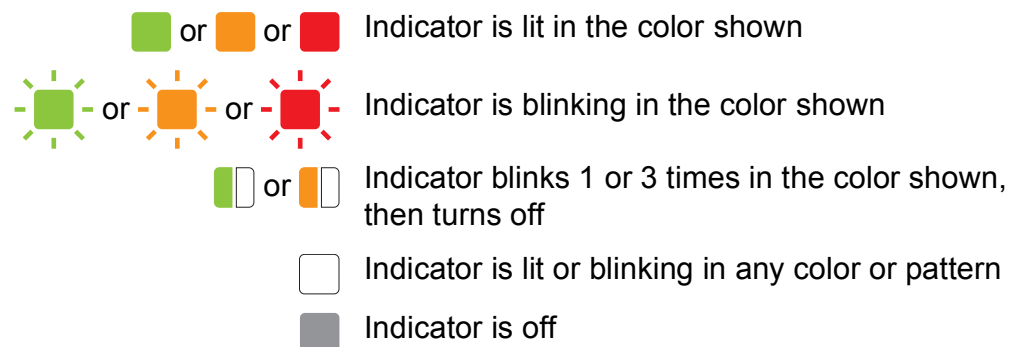 or or Indicator is lit in the color shown
or or Indicator is blinking in the color shown
or Indicator blinks 1 or 3 times in the color shown,
then turns off
Indicator is lit or blinking in any color or pattern
Indicator is off